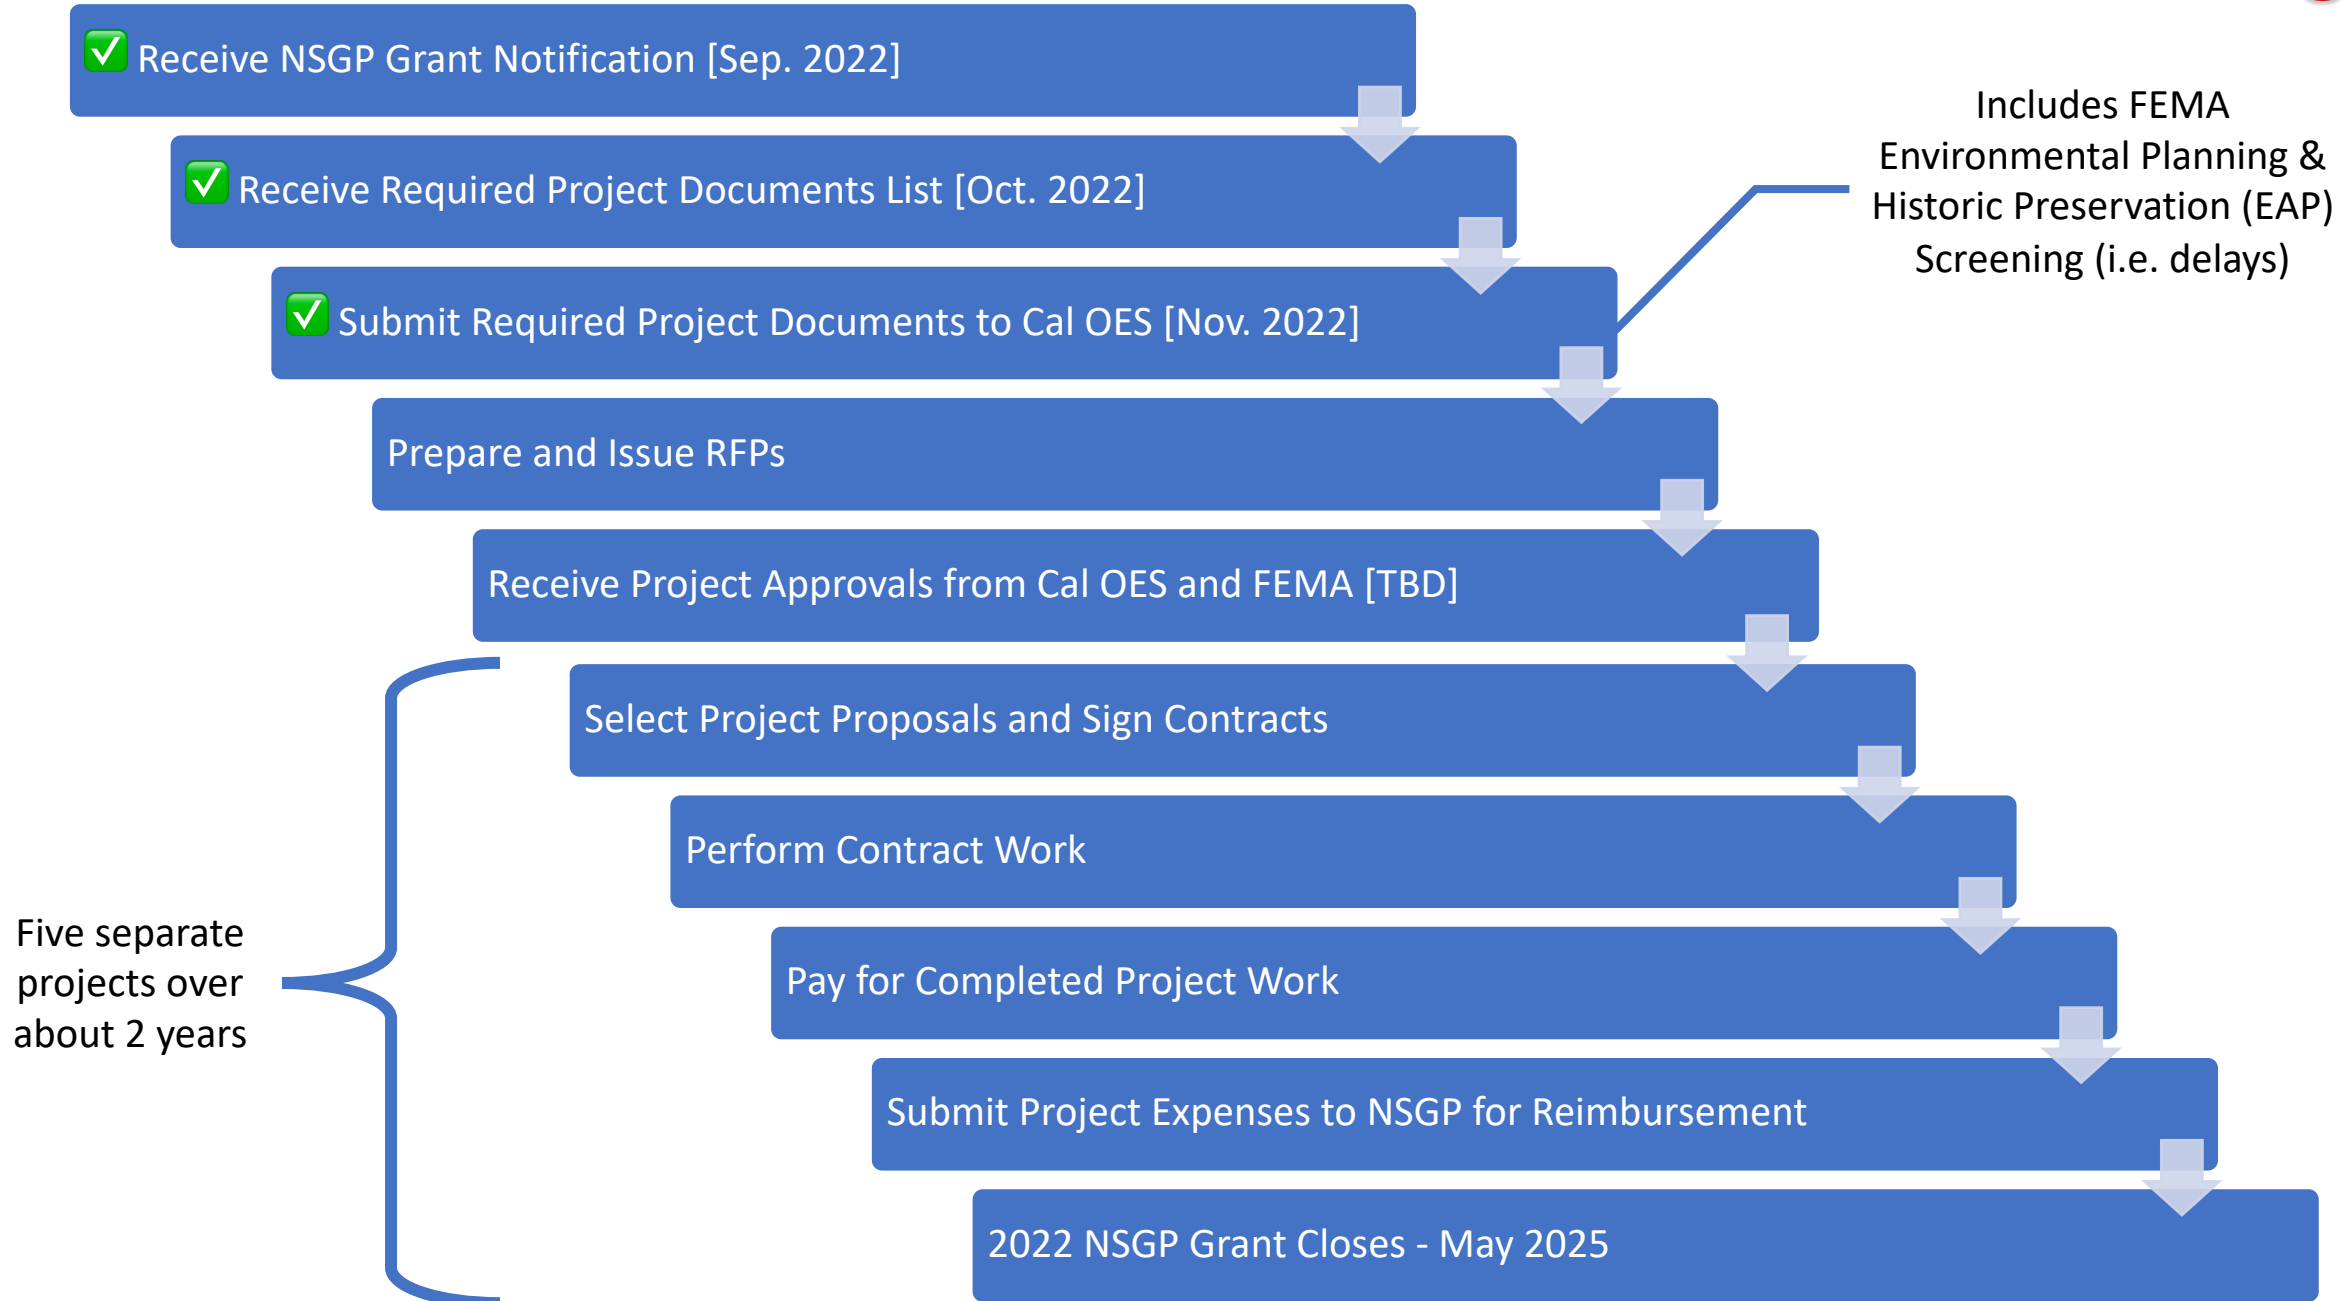 ✅ Receive NSGP Grant Notification [Sep. 2022]
Includes FEMA
Environmental Planning &
Historic Preservation (EAP)
Screening (i.e. delays)
✅ Receive Required Project Documents List [Oct. 2022]
✅ Submit Required Project Documents to Cal OES [Nov. 2022]
Prepare and Issue RFPs
Receive Project Approvals from Cal OES and FEMA [TBD]
Select Project Proposals and Sign Contracts
Perform Contract Work
Five separate
projects over
about 2 years
Pay for Completed Project Work
Submit Project Expenses to NSGP for Reimbursement
2022 NSGP Grant Closes - May 2025